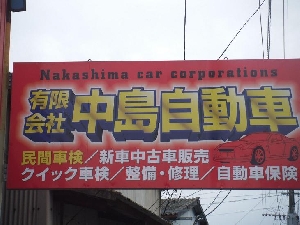 Nakashima car corporations
有限会社 中島自動車
民間車検／新車中古車販売
クイック車検／整備・修理／自動車保険